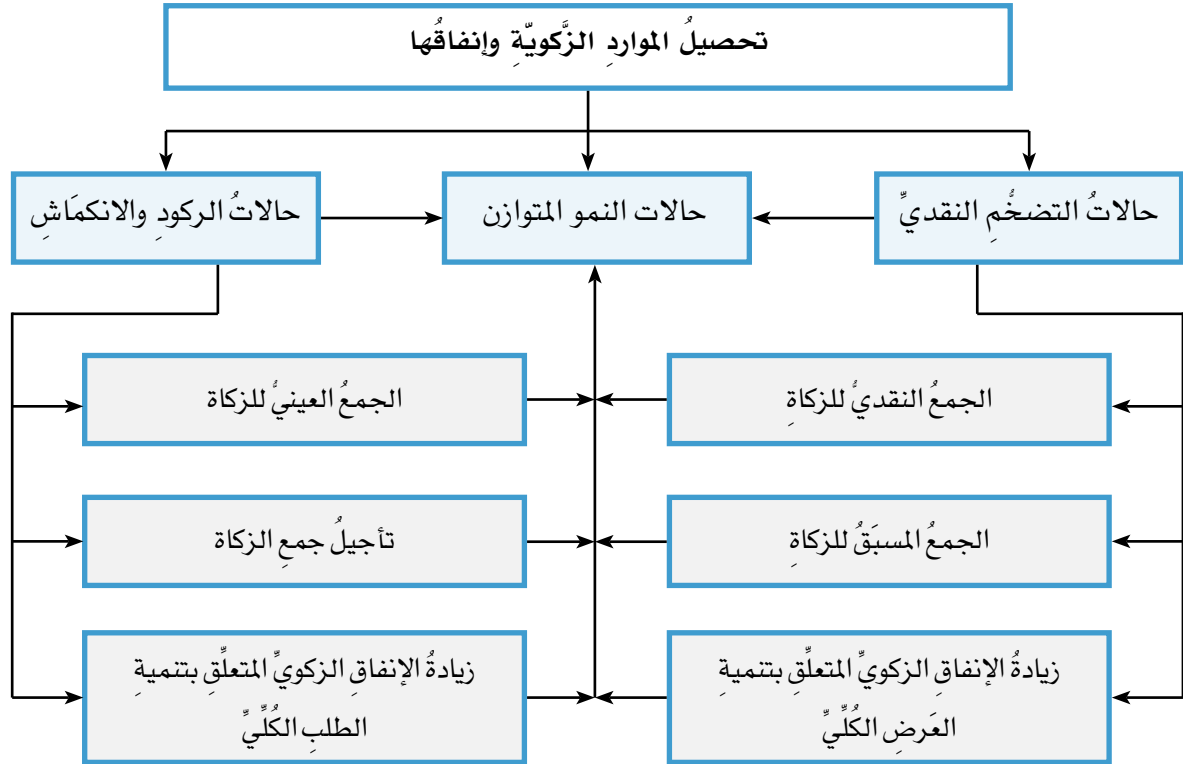 تحصيلُ المواردِ الزَّكويّةِ وإنفاقُها
حالاتُ التضخُّمِ النقديِّ
حالات النمو المتوازن
حالاتُ الركودِ والانكمَاشِ
الجمعُ النقديُّ للزكاةِ
الجمعُ العينيُّ للزكاة
الجمعُ المسبَقُ للزكاةِ
تأجيلُ جمعِ الزكاة
زيادةُ الإنفاقِ الزكويِّ المتعلِّقِ بتنميةِ
العَرضِ الكُلِّيِّ
زيادةُ الإنفاقِ الزكويِّ المتعلِّقِ بتنميةِ
الطلبِ الكُلِّيِّ